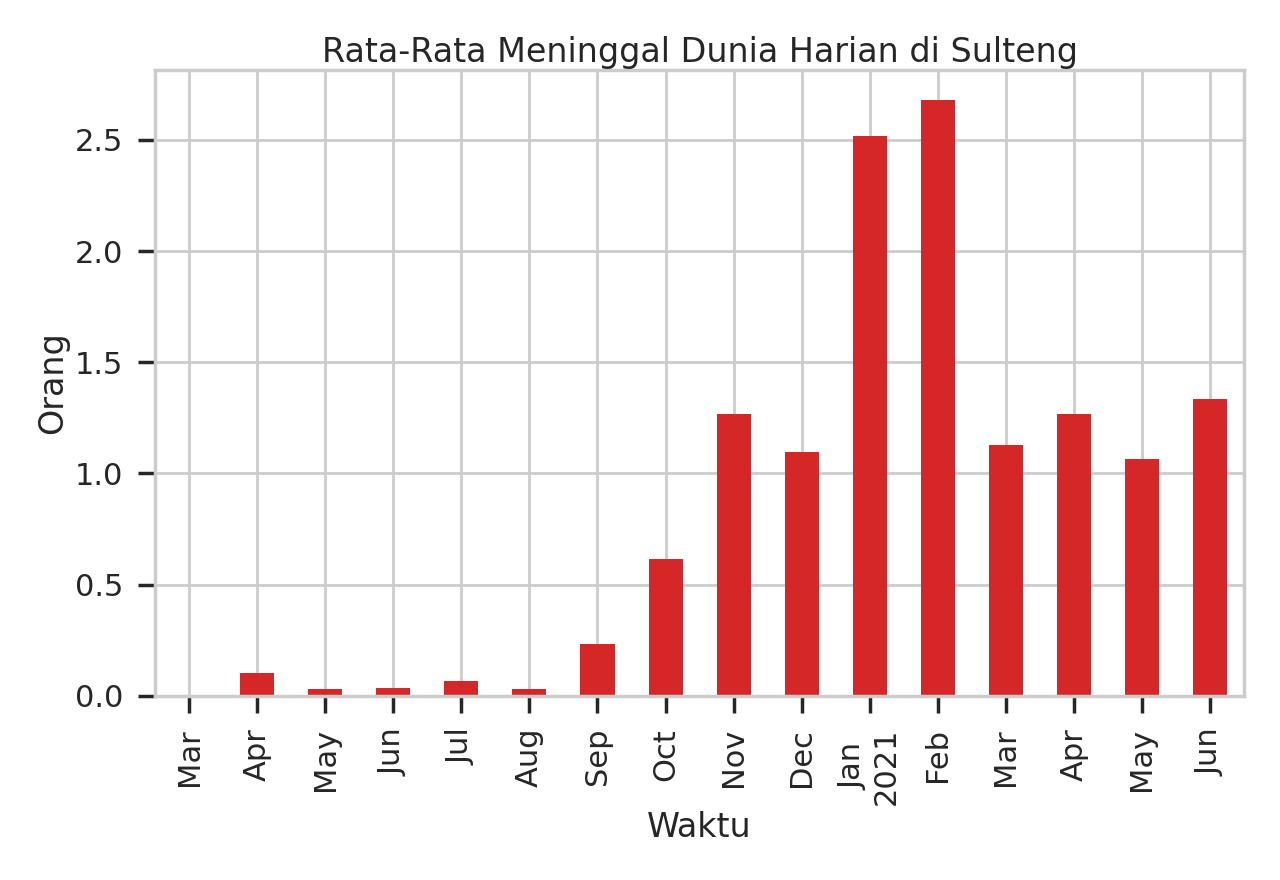 Rata-Rata Meninggal Dunia Harian di Sulteng
Orang
2.5
2.0
1.5
1.0
0.5
0.0
Mar
Apr
May
Jun
Jul
Aug
Sep
Oct
Nov
Dec
Jan
2021
Feb
Mar
Apr
May
Jun
Waktu